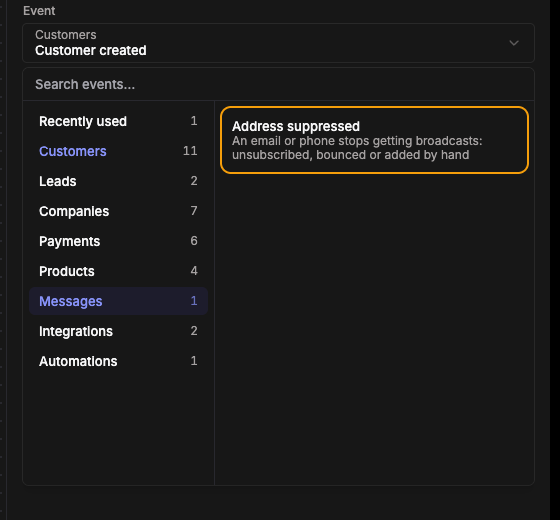 Event
Customers
Customer created
Search events...
Recently used 1
Customers 11
Leads 2
Companies 7
Payments 6
Products 4
Messages 1
Integrations 2
Automations 1
Address suppressed
An email or phone stops getting broadcasts:
unsubscribed, bounced or added by hand